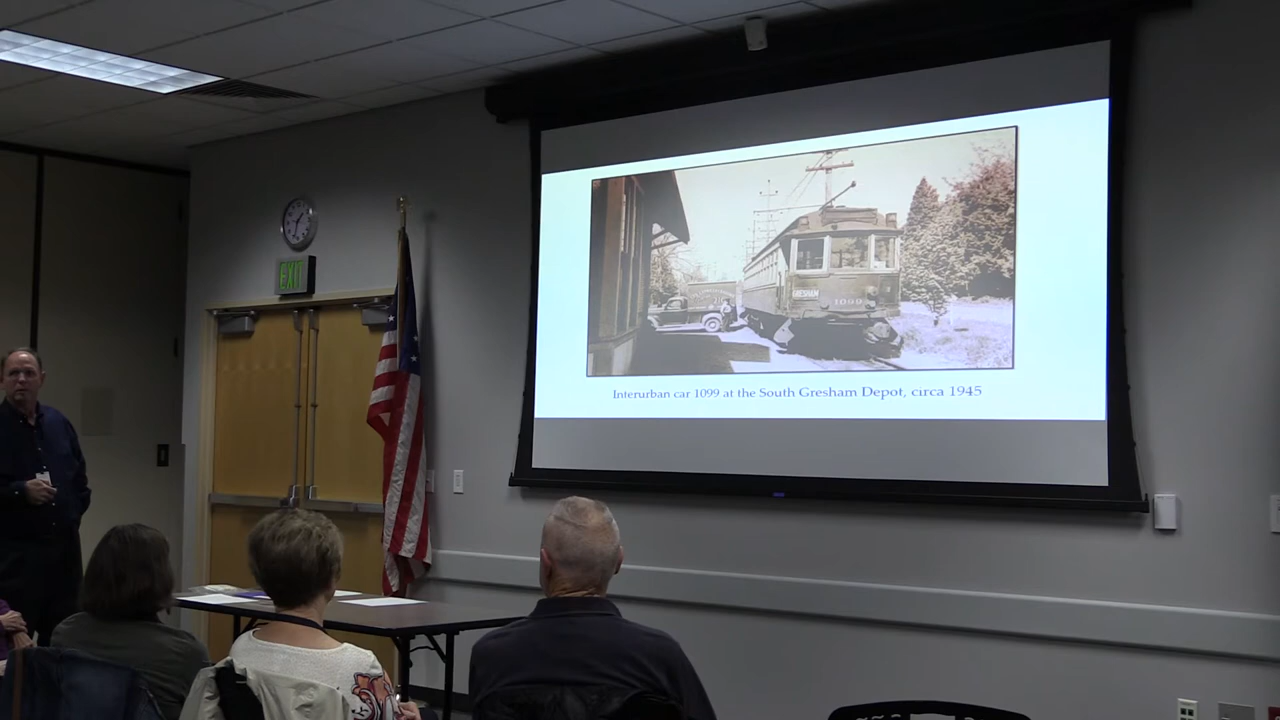 EXIT
GRESHAM
1099
Interurban car 1099 at the South Gresham Depot, circa 1945